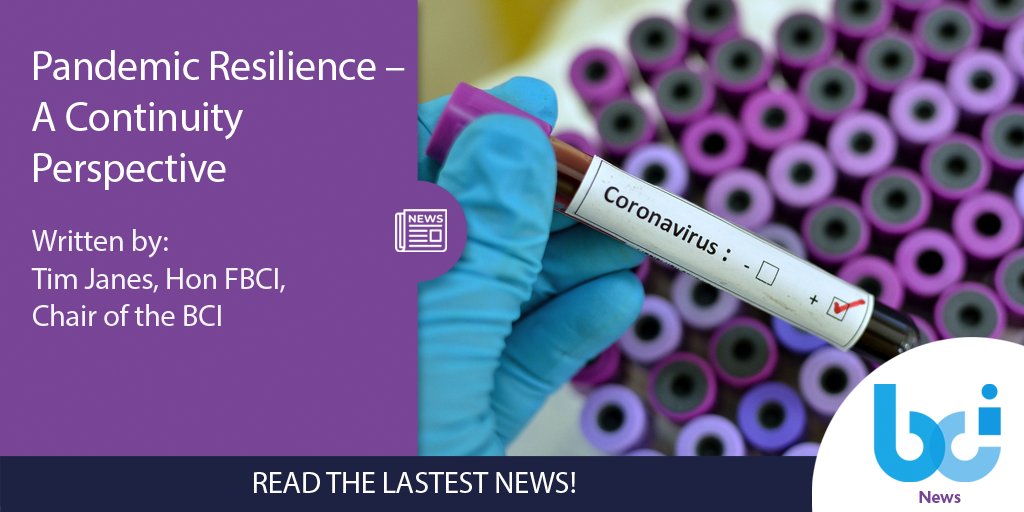 Pandemic Resilience –
A Continuity
Perspective
Written by:
Tim Janes, Hon FBCI,
Chair of the BCI
NEWS
Coronavirus : - 
+
READ THE LASTEST NEWS!
bci
News